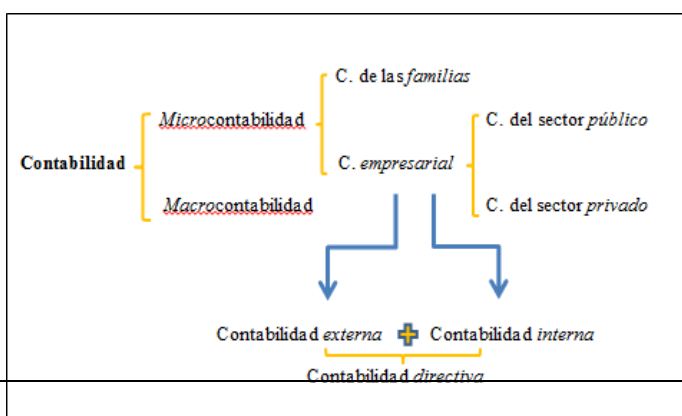 C. de las familias
Microcontabilidad
C. del sector público
Contabilidad
C. empresarial
Macrocontabilidad
C. del sector privado
Contabilidad externa
Contabilidad interna
Contabilidad directiva